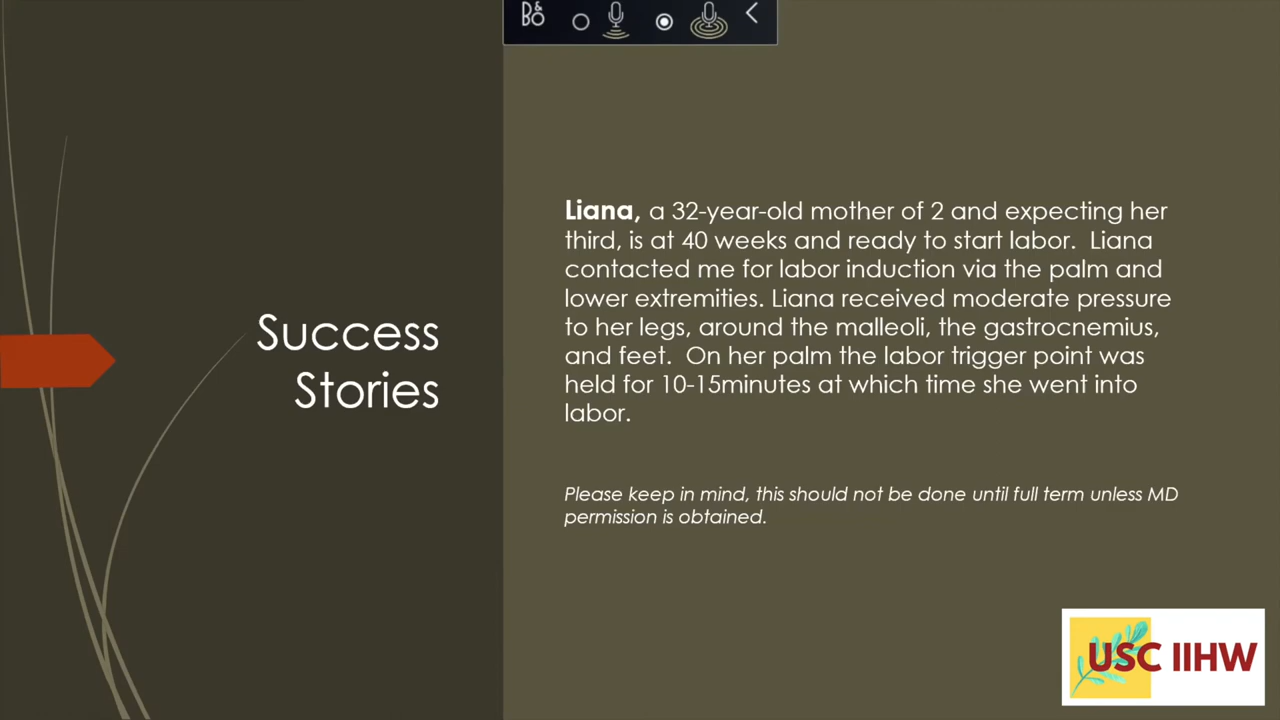 B&O
Success
Stories
Liana, a 32-year-old mother of 2 and expecting her
third, is at 40 weeks and ready to start labor.  Liana
contacted me for labor induction via the palm and
lower extremities. Liana received moderate pressure
to her legs, around the malleoli, the gastrocnemius,
and feet.  On her palm the labor trigger point was
held for 10-15minutes at which time she went into
labor.
Please keep in mind, this should not be done until full term unless MD
permission is obtained.
USC IIHW